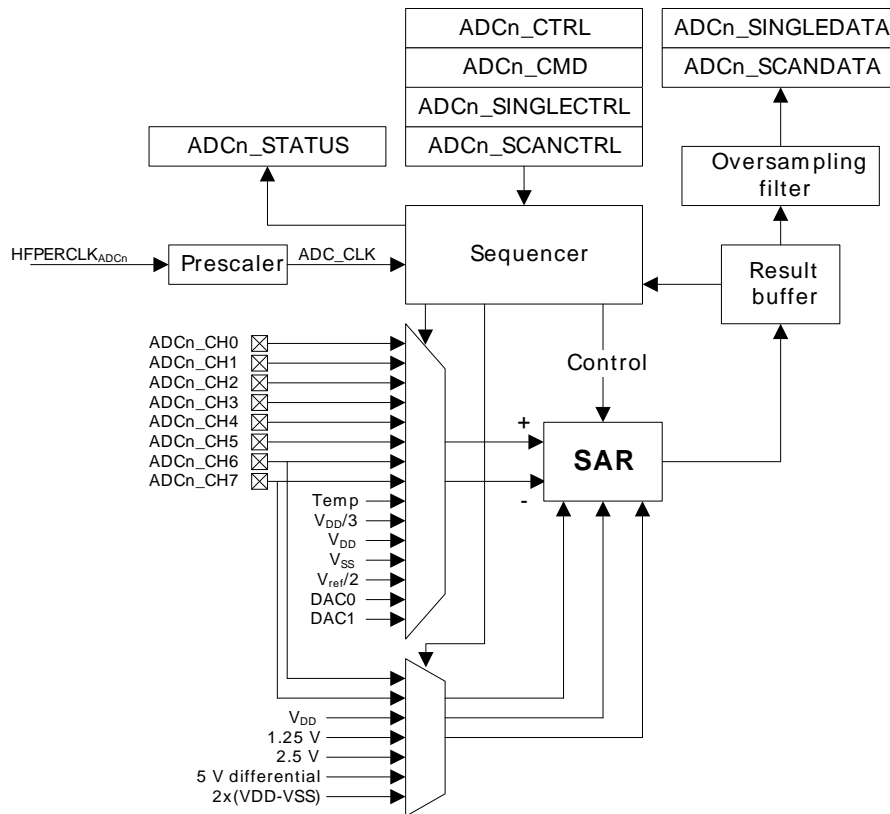 ADCn_CTRL
ADCn_CMD
ADCn_SINGLECTRL
ADCn_SCANCTRL
ADCn_SINGLEDATA
ADCn_SCANDATA
ADCn_STATUS
Oversampling
filter
HFPERCLKADCn
Prescaler
ADC_CLK
Sequencer
Result
buffer
ADCn_CH0
ADCn_CH1
ADCn_CH2
ADCn_CH3
ADCn_CH4
ADCn_CH5
ADCn_CH6
ADCn_CH7
Temp
VDD/3
VDD
VSS
Vref/2
DAC0
DAC1
Control
+
SAR
-
VDD
1.25 V
2.5 V
5 V differential
2x(VDD-VSS)